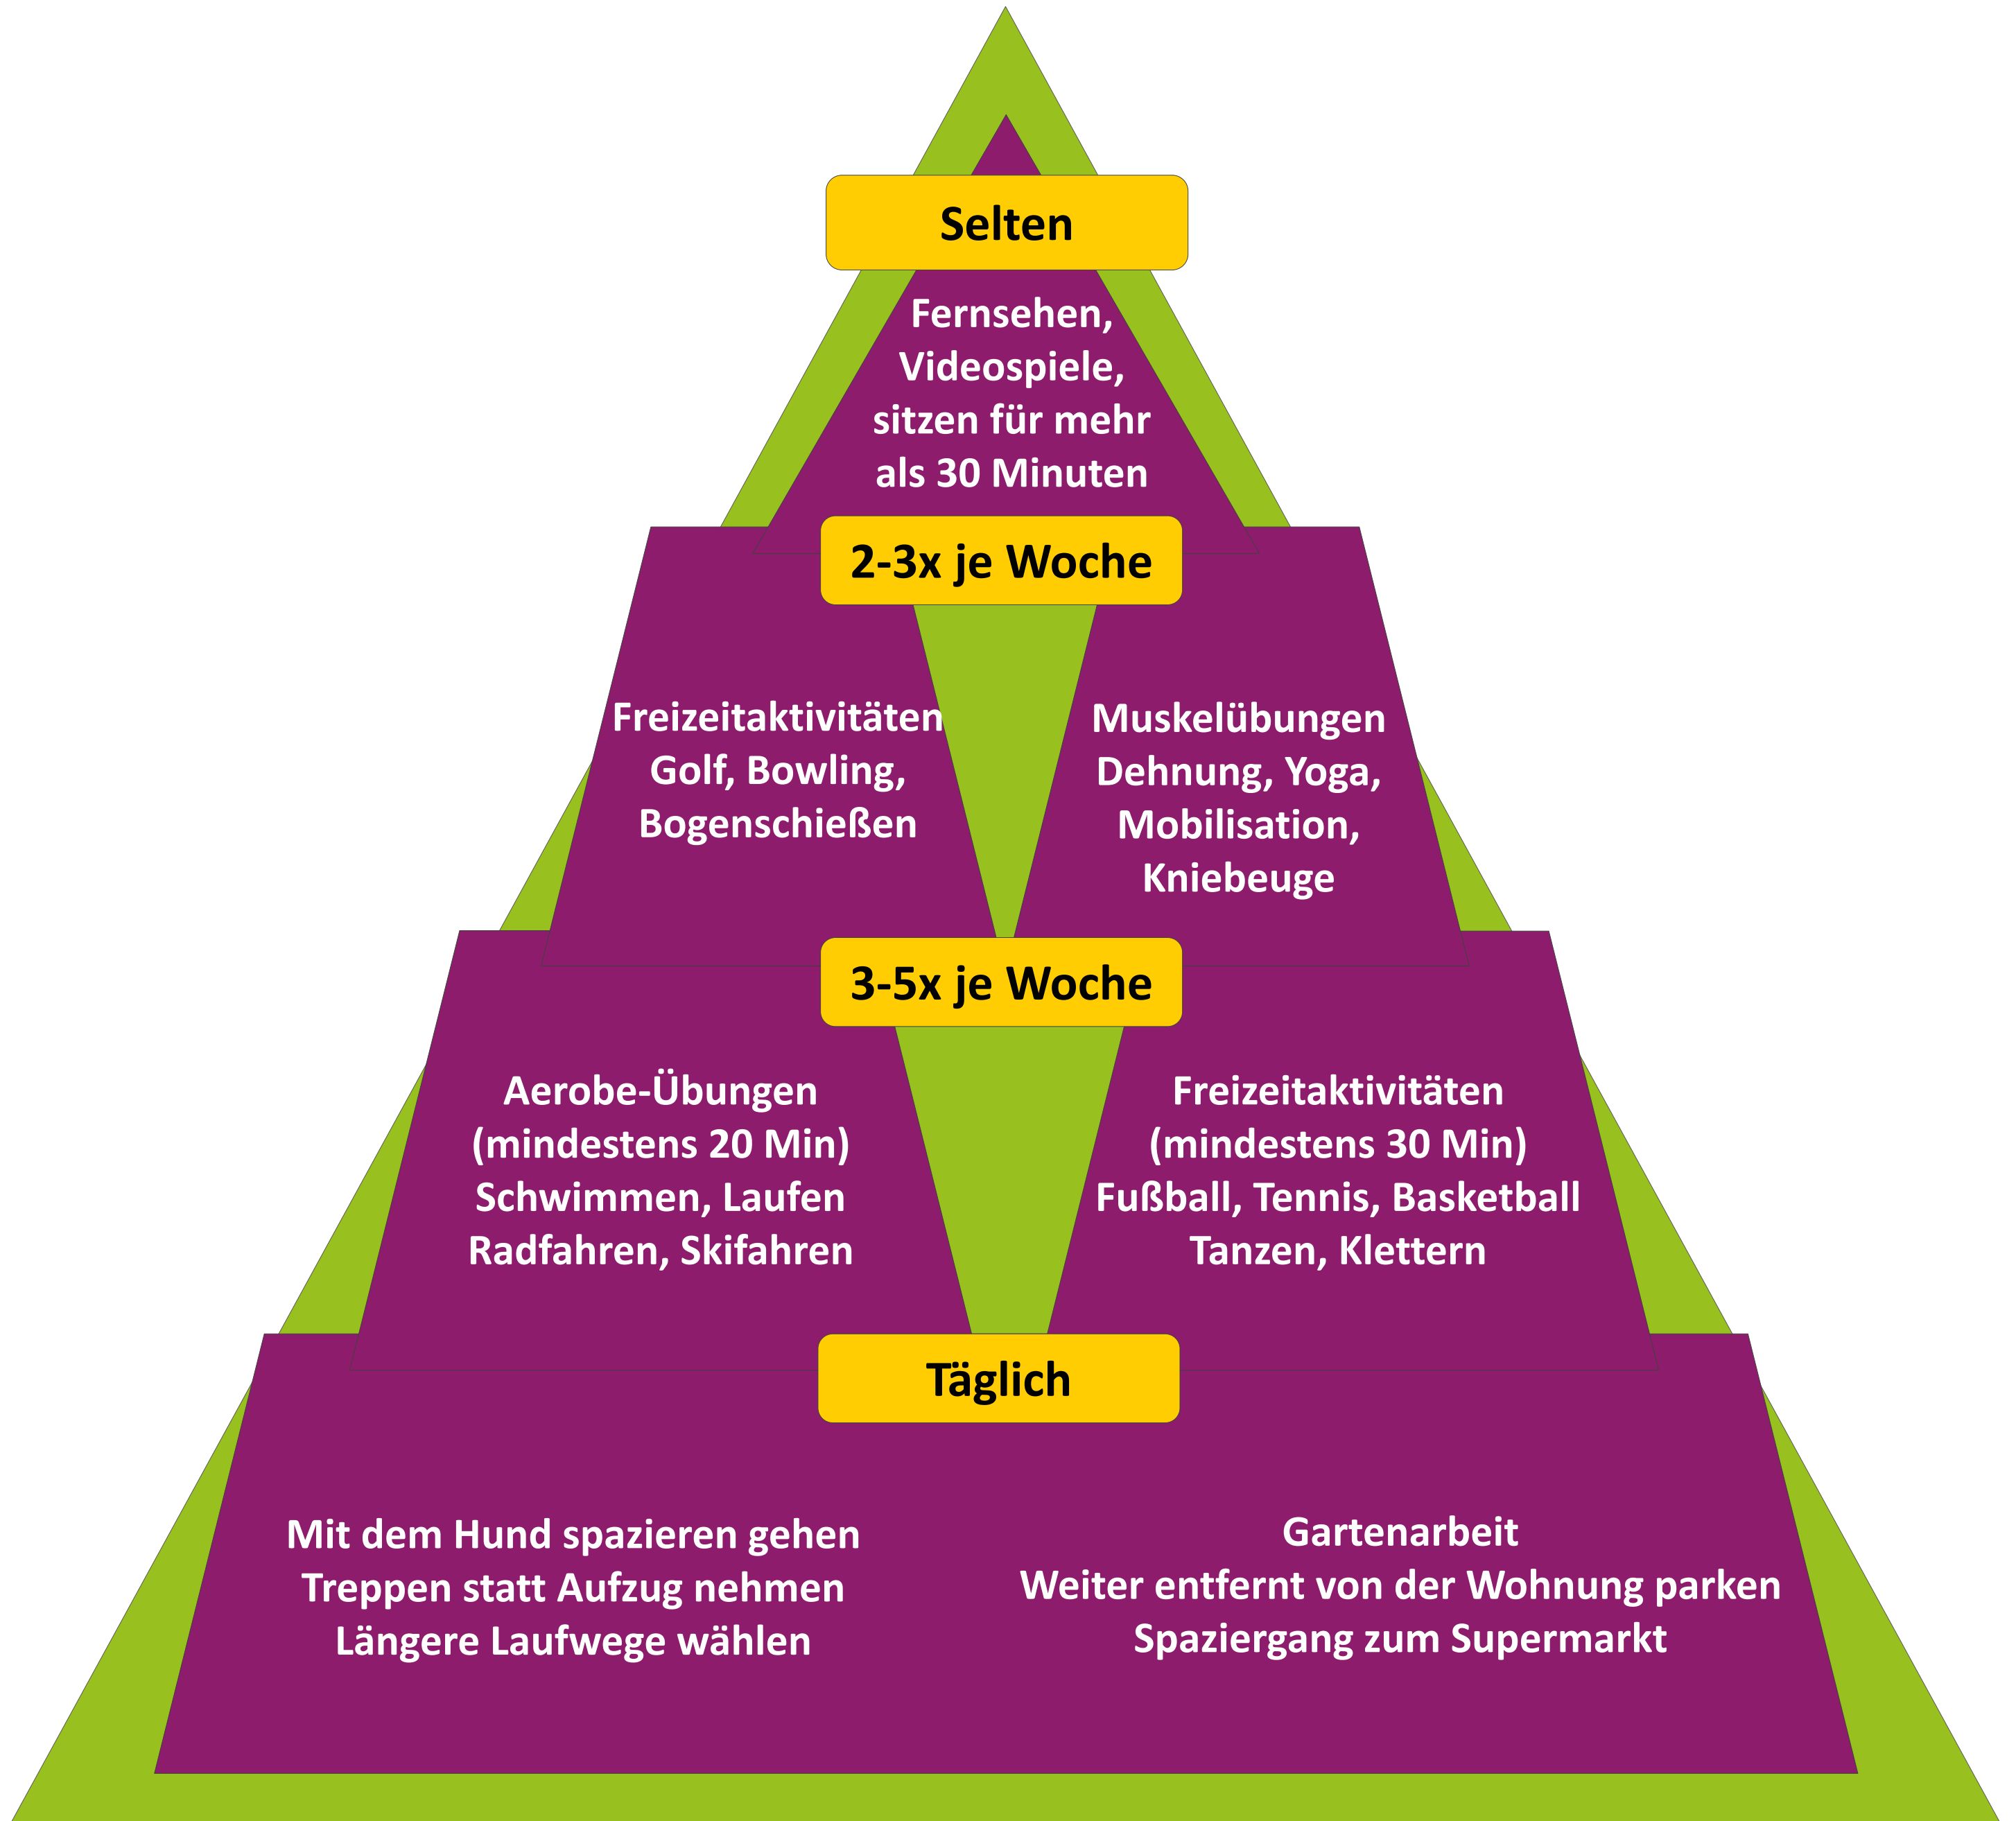 Selten
Fernsehen,
Videospiele,
sitzen für mehr
als 30 Minuten
2-3x je Woche
Freizeitaktivitäten
Golf, Bowling,
Bogenschießen
Muskelübungen
Dehnung, Yoga,
Mobilisation,
Kniebeuge
3-5x je Woche
Aerobe-Übungen
(mindestens 20 Min)
Schwimmen, Laufen
Radfahren, Skifahren
Freizeitaktivitäten
(mindestens 30 Min)
Fußball, Tennis, Basketball
Tanzen, Klettern
Täglich
Mit dem Hund spazieren gehen
Treppen statt Aufzug nehmen
Längere Laufwege wählen
Gartenarbeit
Weiter entfernt von der Wohnung parken
Spaziergang zum Supermarkt